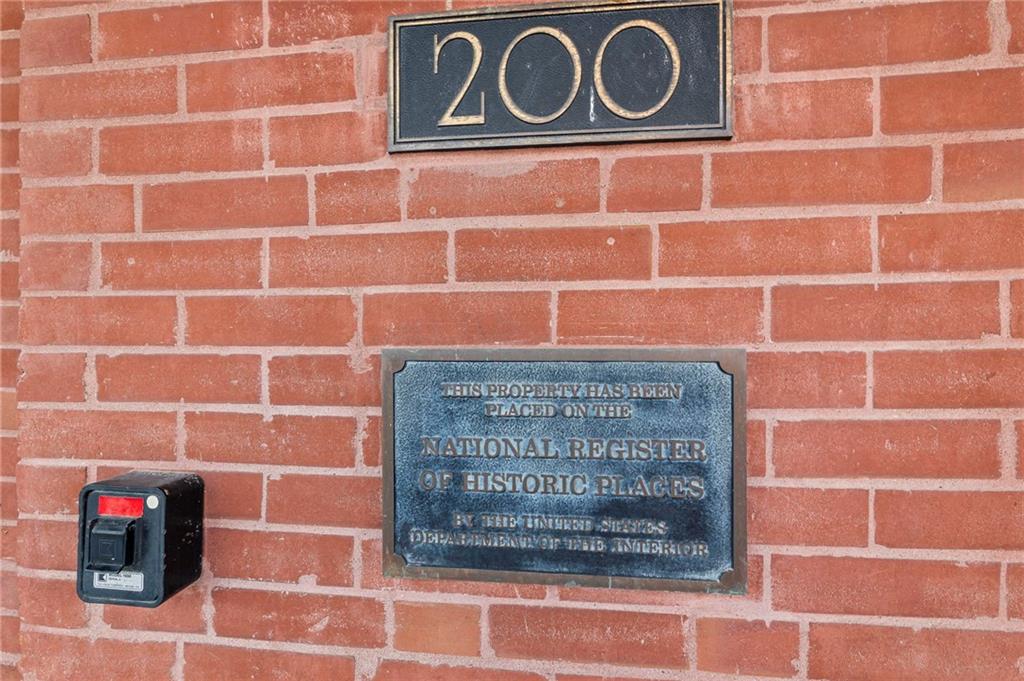 200
THIS PROPERTY HAS BEEN
PLACED ON THE
NATIONAL REGISTER
OF HISTORIC PLACES
BY THE UNITED STATES
DEPARTMENT OF THE INTERIOR